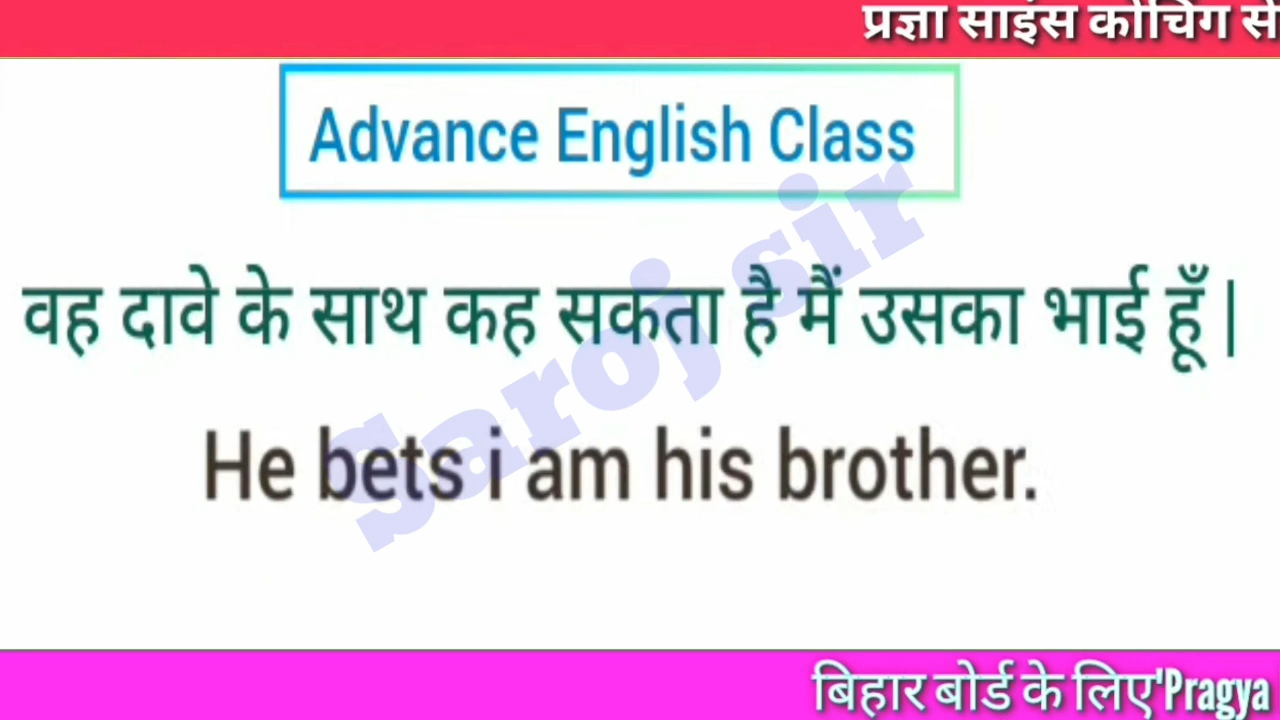 प्रज्ञा साइंस कोचिंग से
Advance English Class
वह दावे के साथ कह सकता है मैं उसका भाई हूँ |
He bets i am his brother.
Saroj sir
बिहार बोर्ड के लिए'Pragya